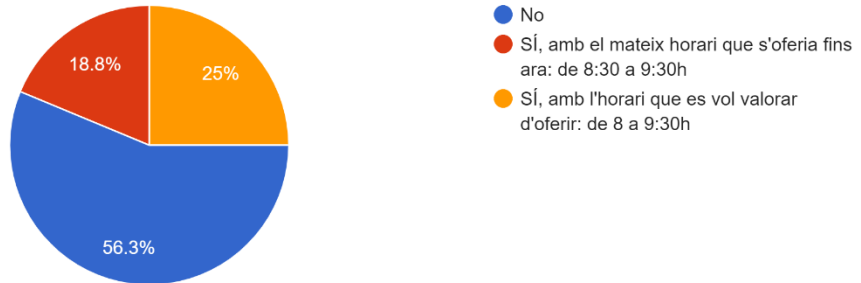 18.8%
25%
56.3%
No
SÍ, amb el mateix horari que s'oferia fins
ara: de 8:30 a 9:30h
SÍ, amb l'horari que es vol valorar
d'oferir: de 8 a 9:30h